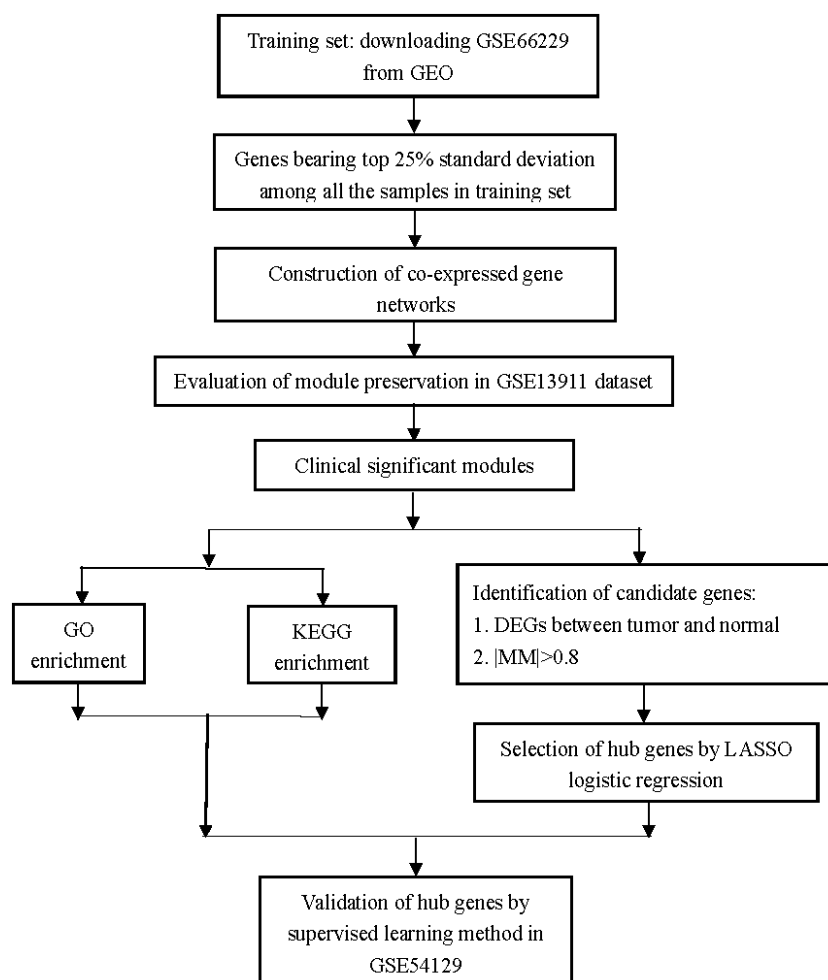 Training set: downloading GSE66229
from GEO
Genes bearing top 25% standard deviation
among all the samples in training set
Construction of co-expressed gene
networks
Evaluation of module preservation in GSE13911 dataset
Clinical significant modules
GO
enrichment
KEGG
enrichment
Identification of candidate genes:
1. DEGs between tumor and normal
2. |MM|>0.8
Selection of hub genes by LASSO
logistic regression
Validation of hub genes by
supervised learning method in
GSE54129